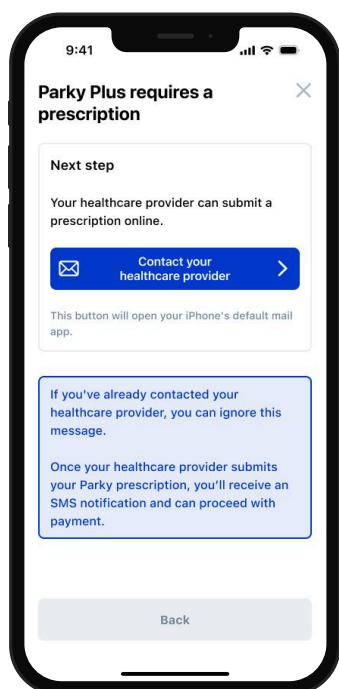 9:41
Parky Plus requires a
prescription
Next step
Your healthcare provider can submit a
prescription online.
Contact your
healthcare provider
This button will open your iPhone's default mail
app.
If you've already contacted your
healthcare provider, you can ignore this
message.
Once your healthcare provider submits
your Parky prescription, you'll receive an
SMS notification and can proceed with
payment.
Back